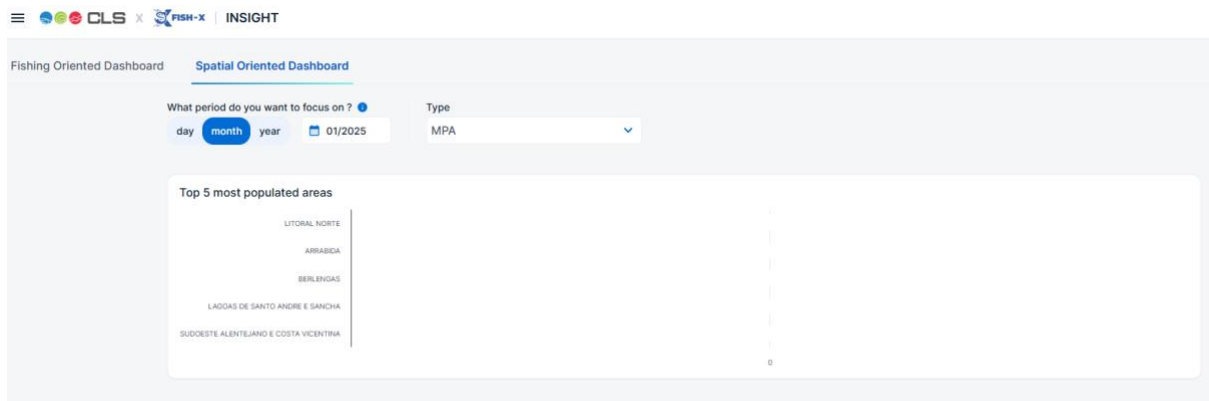 CLS x FISH-X | INSIGHT
Fishing Oriented Dashboard Spatial Oriented Dashboard
What period do you want to focus on ? Type
day month year 01/2025 MPA
Top 5 most populated areas
LITORAL NORTE
ARRABIDA
BERLENGAS
LAGOAS DE SANTO ANDRE E SANCHA
SUDOESTE ALENTEJANO E COSTA VICENTINA
0